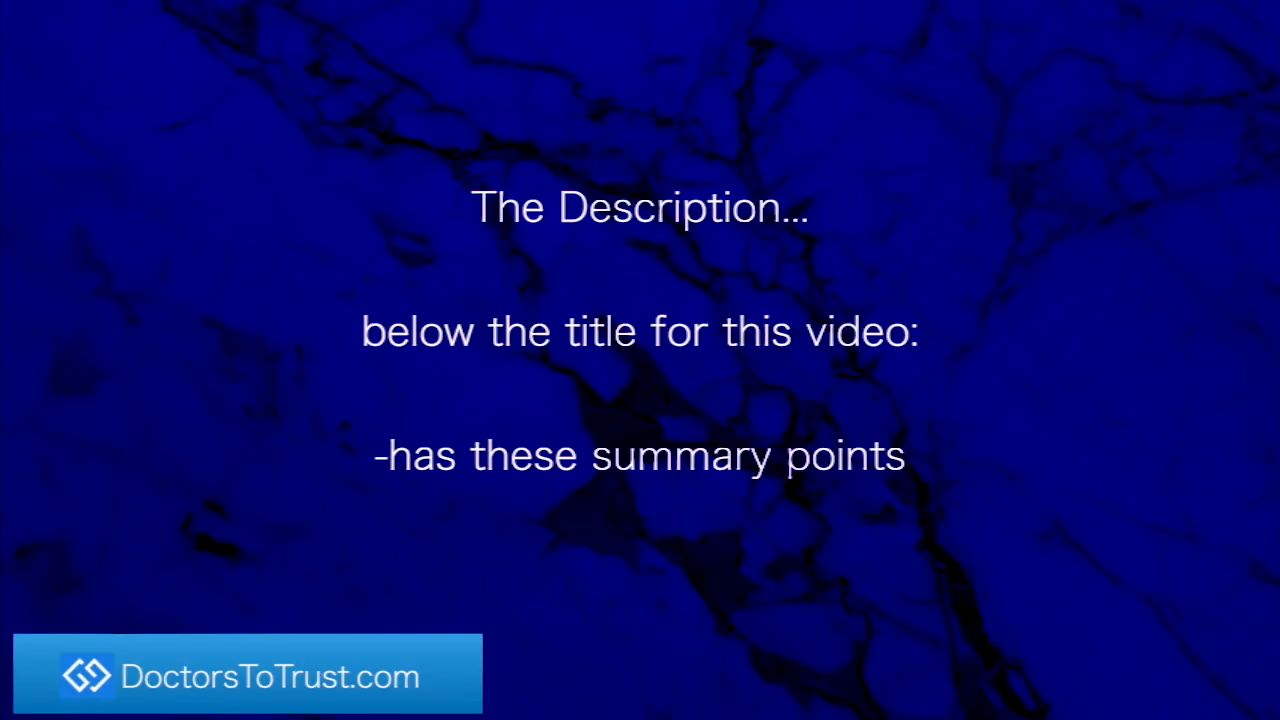 The Description...
below the title for this video:
-has these summary points
DoctorsToTrust.com